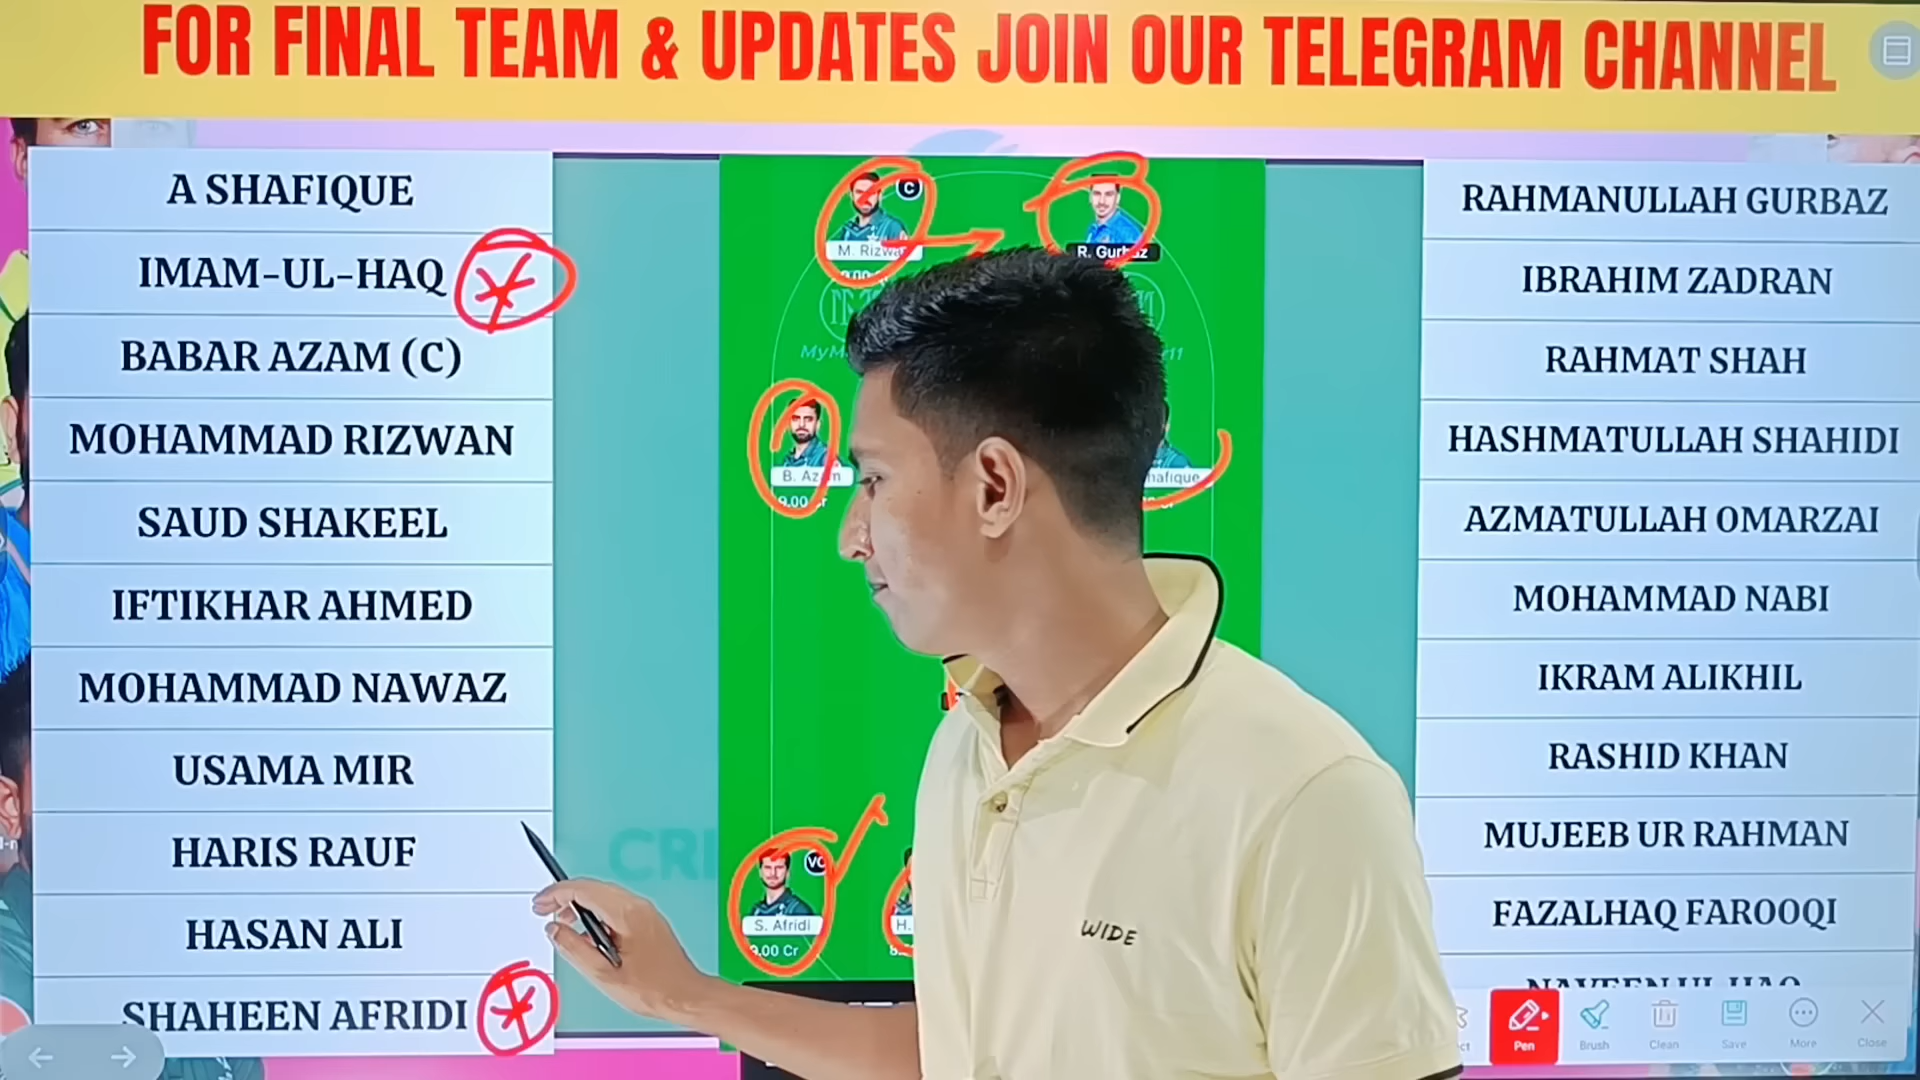 FOR FINAL TEAM & UPDATES JOIN OUR TELEGRAM CHANNEL
A SHAFIQUE
IMAM-UL-HAQ
BABAR AZAM (C)
MOHAMMAD RIZWAN
SAUD SHAKEEL
IFTIKHAR AHMED
MOHAMMAD NAWAZ
USAMA MIR
HARIS RAUF
HASAN ALI
SHAHEEN AFRIDI
C
M. Rizwan
R. Gurbaz
B. Azam
9.00 Cr
VC
S. Afridi
9.00 Cr
H.
WIDE
RAHMANULLAH GURBAZ
IBRAHIM ZADRAN
RAHMAT SHAH
HASHMATULLAH SHAHIDI
AZMATULLAH OMARZAI
MOHAMMAD NABI
IKRAM ALIKHIL
RASHID KHAN
MUJEEB UR RAHMAN
FAZALHAQ FAROOQI
NAVEEN UL HAQ
Pen
Brush
Clean
Save
More
Close